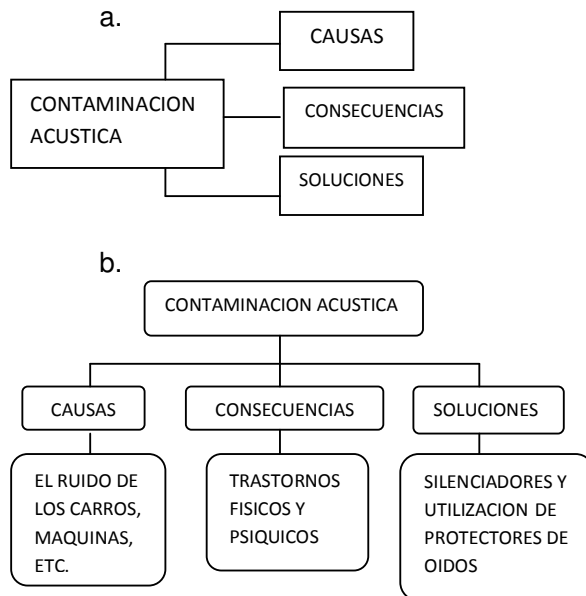 a.
CAUSAS
CONTAMINACION
ACUSTICA
CONSECUENCIAS
SOLUCIONES
b.
CONTAMINACION ACUSTICA
CAUSAS
CONSECUENCIAS
SOLUCIONES
EL RUIDO DE
LOS CARROS,
MAQUINAS,
ETC.
TRASTORNOS
FISICOS Y
PSIQUICOS
SILENCIADORES Y
UTILIZACION DE
PROTECTORES DE
OIDOS